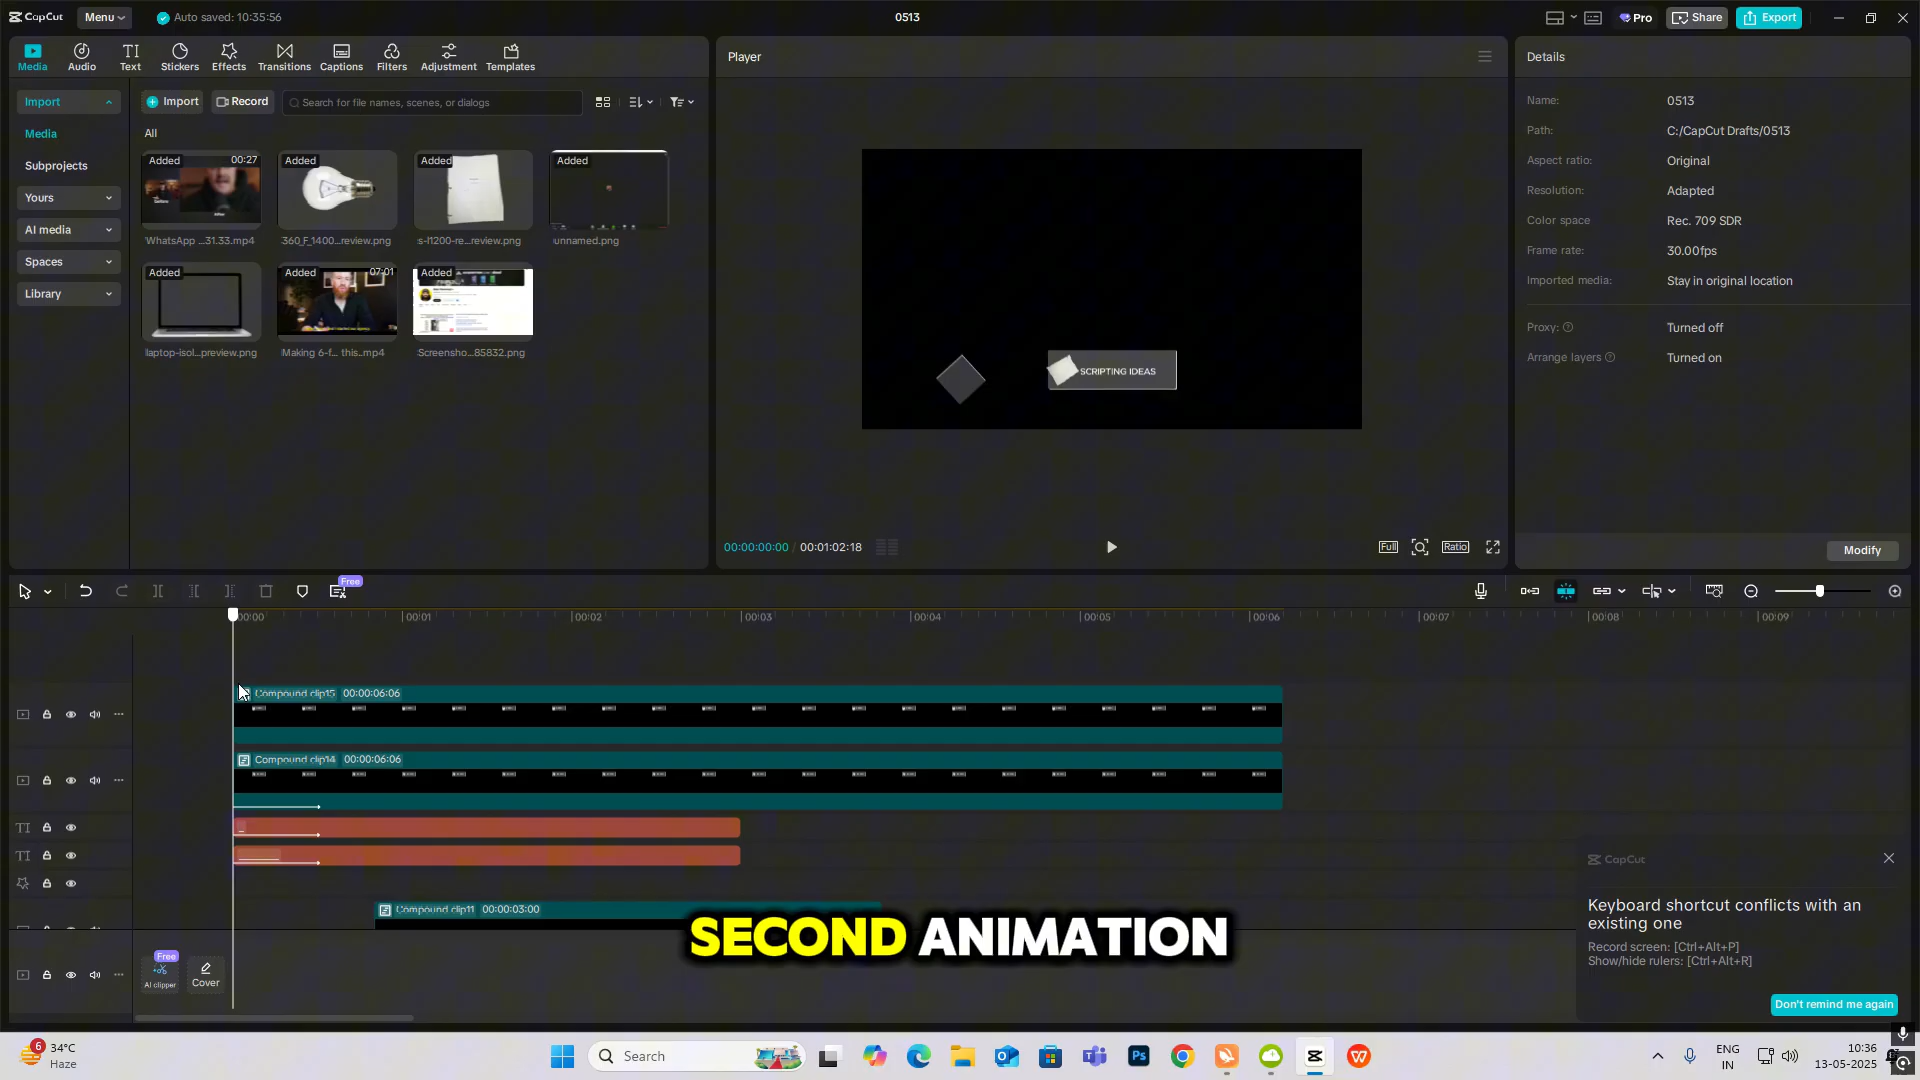 CapCut
Menu
Auto saved: 10:35:56
0513
Pro
Share
Export
Media
Audio
Text
Stickers
Effects
Transitions
Captions
Filters
Adjustment
Templates
Player
Details
Import
Import
Record
Search for file names, scenes, or dialogs
Media
All
Subprojects
Yours
AI media
Spaces
Library
Added 00:27
Added
Added
Added
WhatsApp ...31.33.mp4
360_F_1400...review.png
s-l1200-re...review.png
unnamed.png
Added
Added 07:01
Added
laptop-isol...preview.png
Making 6-f... this..mp4
Screensho...85832.png
SCRIPTING IDEAS
Name: 0513
Path: C:/CapCut Drafts/0513
Aspect ratio: Original
Resolution: Adapted
Color space Rec. 709 SDR
Frame rate: 30.00fps
Imported media: Stay in original location
Proxy: Turned off
Arrange layers Turned on
Modify
00:00:00:00 / 00:01:02:18
Full
Ratio
Free
00:00
00:01
00:02
00:03
00:04
00:05
00:06
00:07
00:08
00:09
Compound clip15 00:00:06:06
Compound clip14 00:00:06:06
Compound clip11 00:00:03:00
Free
AI clipper
Cover
SECOND ANIMATION
CapCut
Keyboard shortcut conflicts with an
existing one
Record screen: [Ctrl+Alt+P]
Show/hide rulers: [Ctrl+Alt+R]
Don't remind me again
6
34°C
Haze
Search
ENG
IN
10:36
13-05-2025